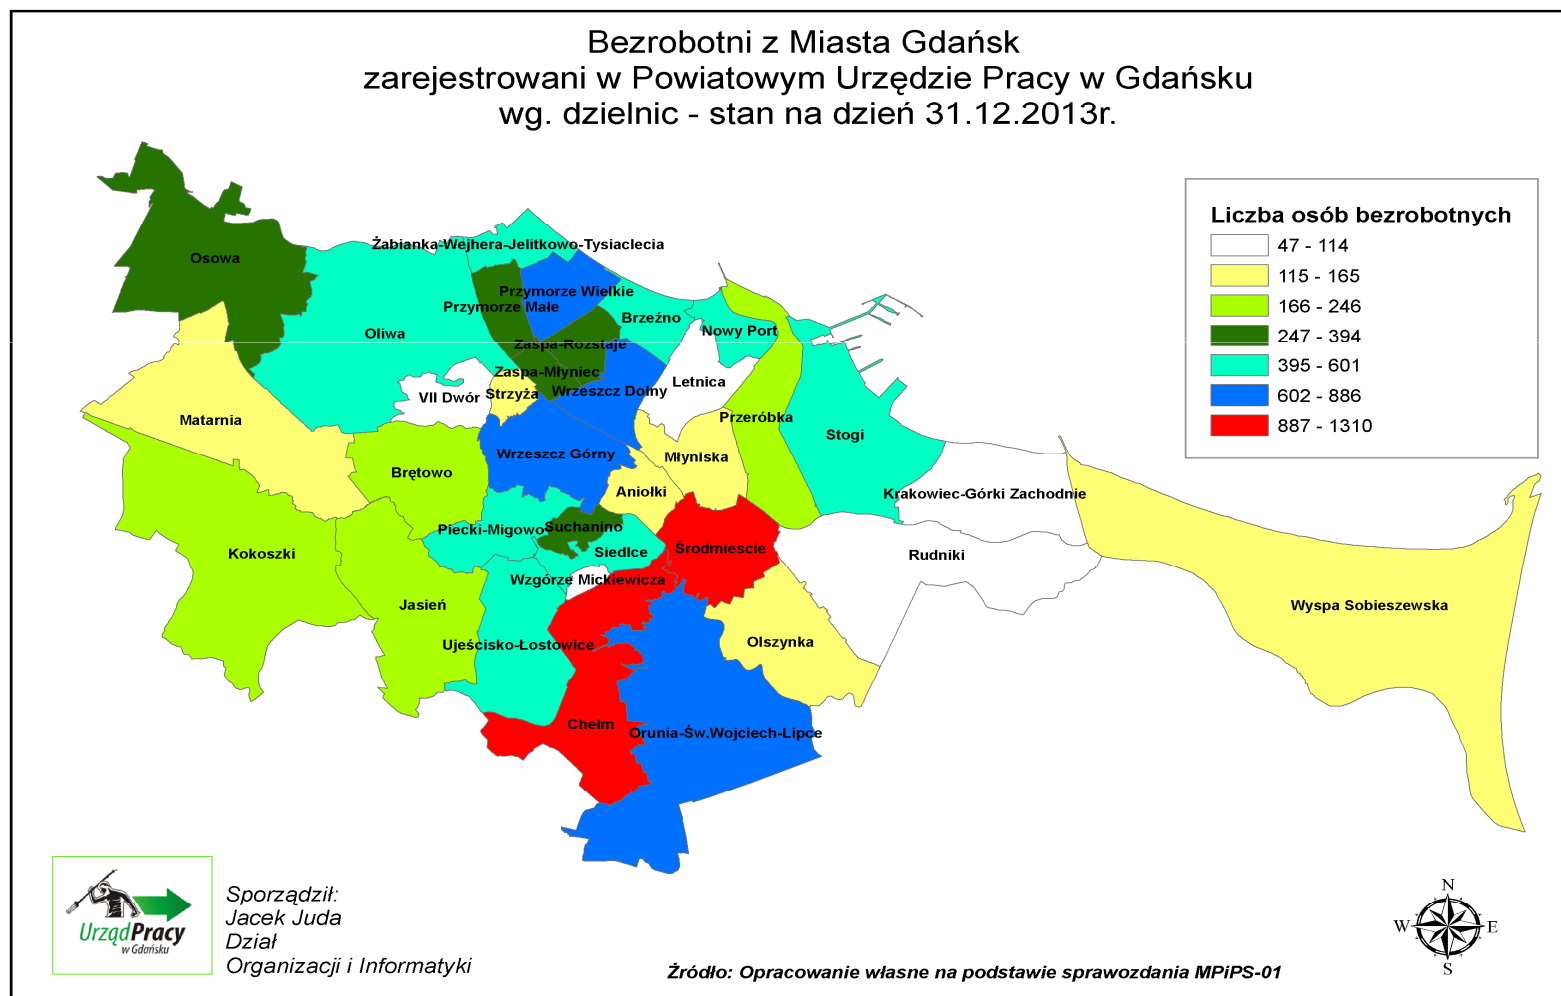 Bezrobotni z Miasta Gdańsk
zarejestrowani w Powiatowym Urzędzie Pracy w Gdańsku
wg. dzielnic - stan na dzień 31.12.2013r.
Liczba osób bezrobotnych
47 - 114
115 - 165
166 - 246
247 - 394
395 - 601
602 - 886
887 - 1310
Żabianka-Wejhera-Jelitkowo-Tysiaclecia
Osowa
Przymorze Wielkie
Przymorze Małe
Brzeźno
Nowy Port
Oliwa
Zaspa-Rozstaje
Zaspa-Młyniec
Letnica
VII Dwór
Strzyża
Wrzeszcz Dolny
Matarnia
Przeróbka
Stogi
Wrzeszcz Górny
Młyniska
Brętowo
Aniołki
Krakowiec-Górki Zachodnie
Piecki-Migowo
Suchanino
Kokoszki
Siedlce
Środmiescie
Rudniki
Wzgórze Mickiewicza
Jasień
Wyspa Sobieszewska
Ujeścisko-Łostowice
Olszynka
Chełm
Orunia-Św.Wojciech-Lipce
UrządPracy
w Gdańsku
Sporządził:
Jacek Juda
Dział
Organizacji i Informatyki
Źródło: Opracowanie własne na podstawie sprawozdania MPiPS-01
N
W
E
S